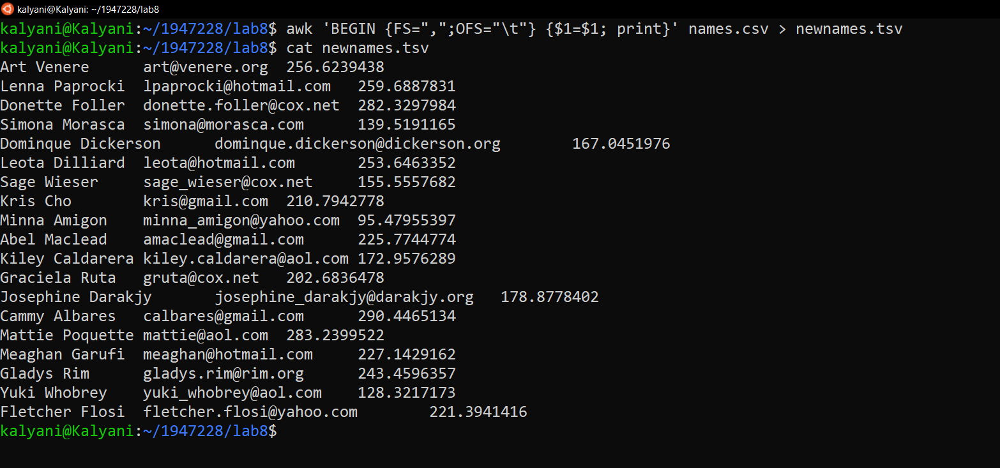 kalyani@Kalyani: ~/1947228/lab8
kalyani@Kalyani:~/1947228/lab8$ awk 'BEGIN {FS=",";OFS="\t"} {$1=$1; print}' names.csv > newnames.tsv
kalyani@Kalyani:~/1947228/lab8$ cat newnames.tsv
Art Venere	art@venere.org	256.6239438
Lenna Paprocki	lpaprocki@hotmail.com	259.6887831
Donette Foller	donette.foller@cox.net	282.3297984
Simona Morasca	simona@morasca.com	139.5191165
Dominque Dickerson	dominque.dickerson@dickerson.org	167.0451976
Leota Dilliard	leota@hotmail.com	253.6463352
Sage Wieser	sage_wieser@cox.net	155.5557682
Kris Cho	kris@gmail.com	210.7942778
Minna Amigon	minna_amigon@yahoo.com	95.47955397
Abel Maclead	amaclead@gmail.com	225.7744774
Kiley Caldarera	kiley.caldarera@aol.com	172.9576289
Graciela Ruta	gruta@cox.net	202.6836478
Josephine Darakjy	josephine_darakjy@darakjy.org	178.8778402
Cammy Albares	calbares@gmail.com	290.4465134
Mattie Poquette	mattie@aol.com	283.2399522
Meaghan Garufi	meaghan@hotmail.com	227.1429162
Gladys Rim	gladys.rim@rim.org	243.4596357
Yuki Whobrey	yuki_whobrey@aol.com	128.3217173
Fletcher Flosi	fletcher.flosi@yahoo.com	221.3941416
kalyani@Kalyani:~/1947228/lab8$